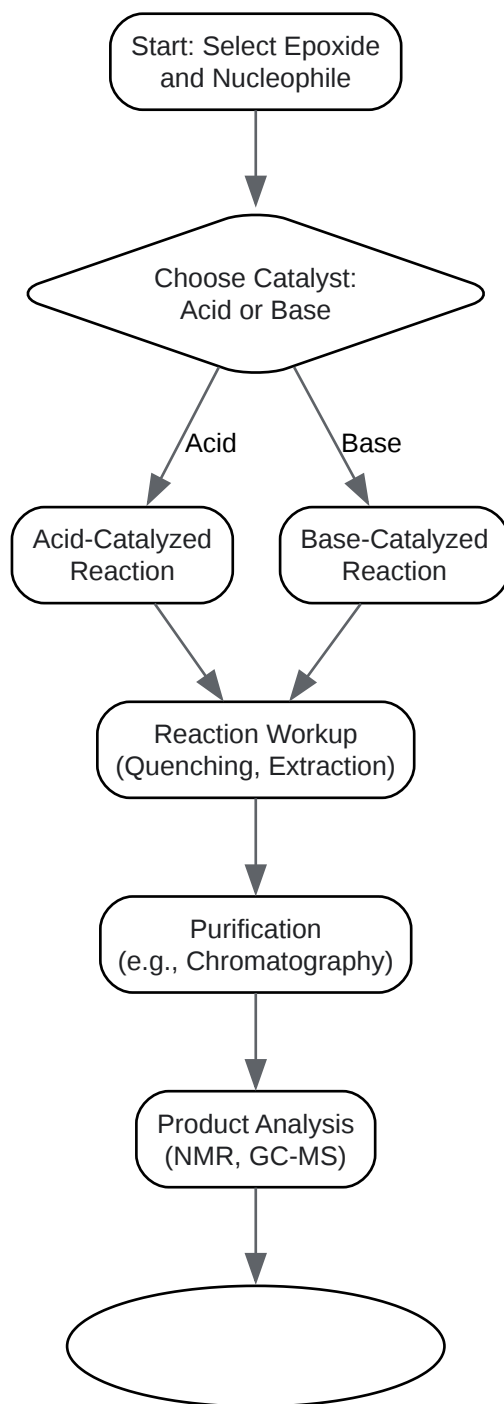 Start: Select Epoxide
and Nucleophile
Choose Catalyst:
Acid or Base
Acid
Base
Acid-Catalyzed
Reaction
Base-Catalyzed
Reaction
Reaction Workup
(Quenching, Extraction)
Purification
(e.g., Chromatography)
Product Analysis
(NMR, GC-MS)